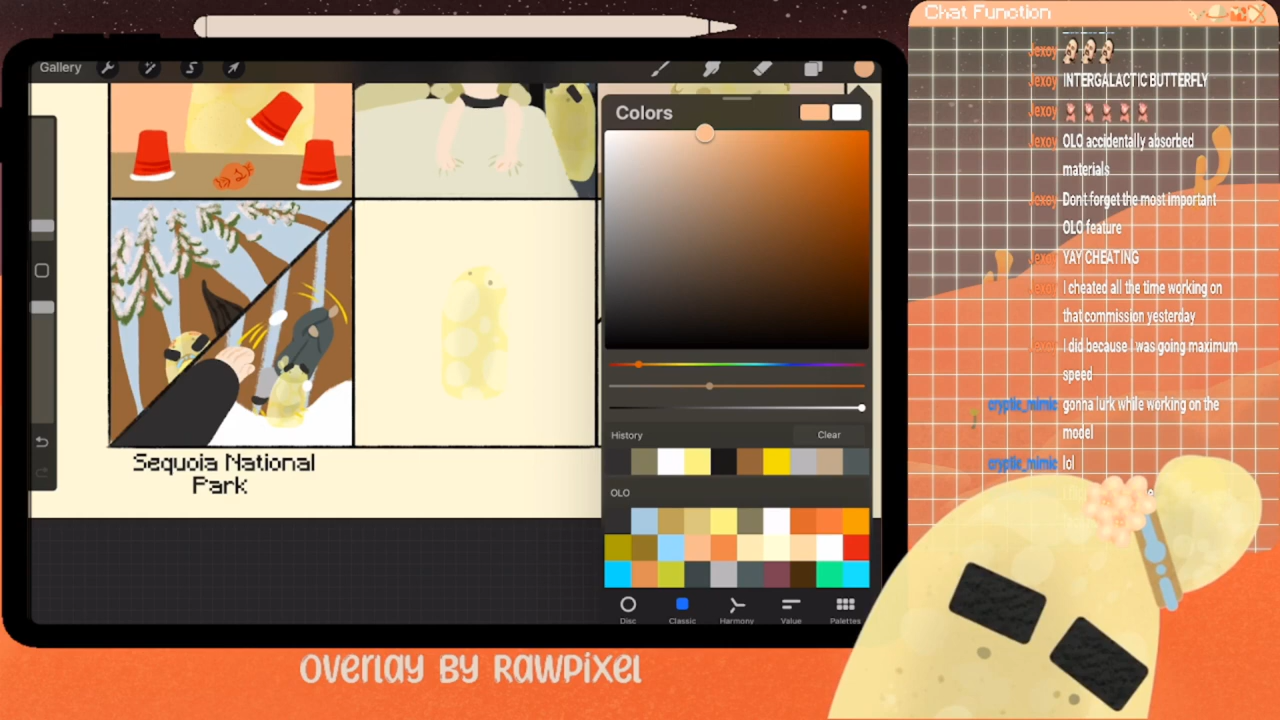 Chat Function
Gallery
Colors
Jexoy
Jexoy INTERGALACTIC BUTTERFLY
Jexoy
Jexoy OLO accidentally absorbed
materials
Jexoy Dont forget the most important
OLO feature
Jexoy YAY CHEATING
Jexoy I cheated all the time working on
that commission yesterday
Jexoy I did because I was going maximum
speed
cryptic_mimic gonna lurk while working on the
model
cryptic_mimic lol
History
Clear
OLO
Disc
Classic
Harmony
Value
Palettes
Sequoia National
Park
OVERLAY BY RAWPIXEL